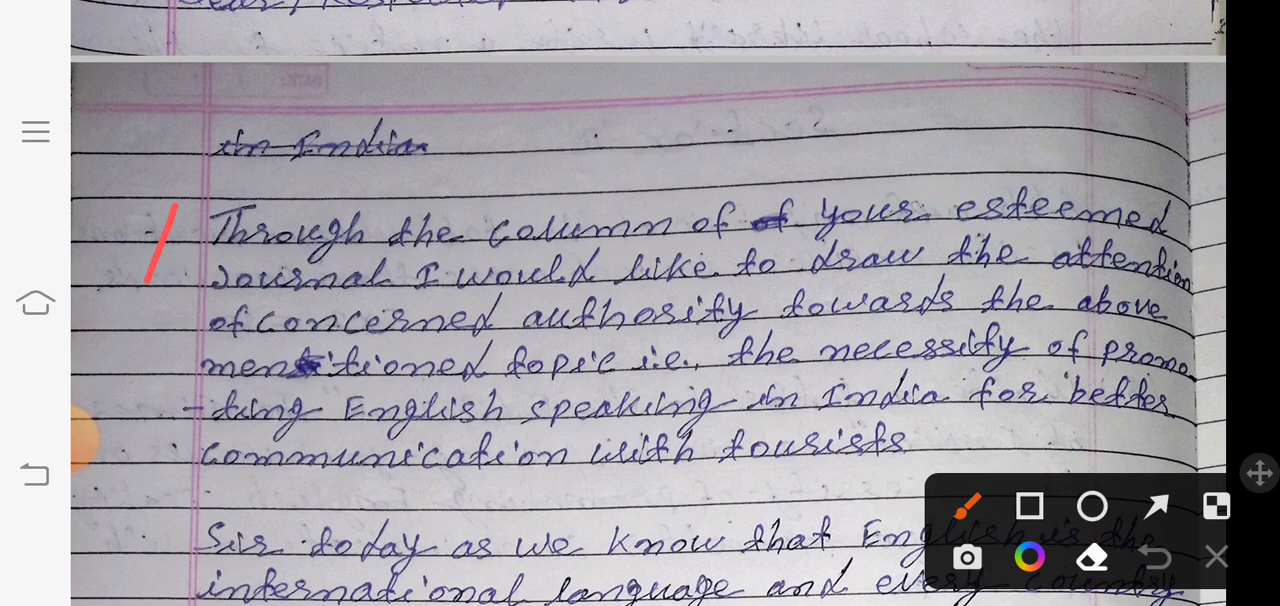 in India
Through the column of of your esteemed
Journal I would like to draw the attention
of concerned authority towards the above
mentioned topic i.e., the necessity of promo
-ting English speaking in India for better
communication with tourists
Sir today as we know that English is the
international language and every country